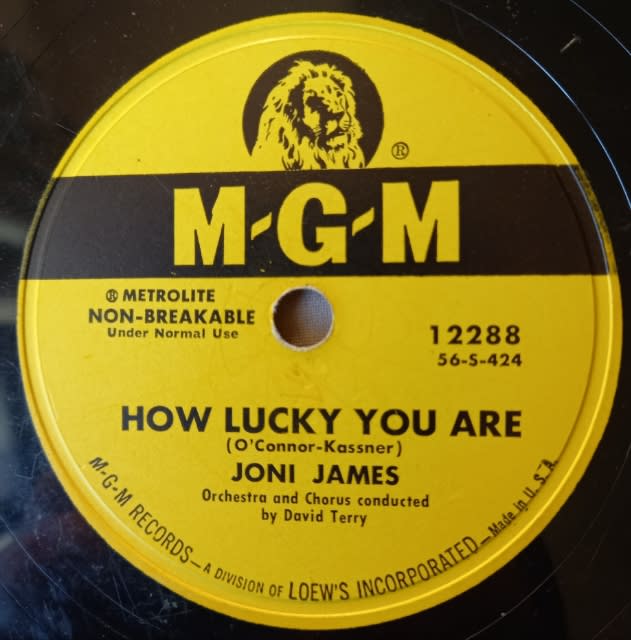 ®
M-G-M
® METROLITE
NON-BREAKABLE
Under Normal Use
12288
56-S-424
HOW LUCKY YOU ARE
(O'Connor-Kassner)
JONI JAMES
Orchestra and Chorus conducted
by David Terry
M-G-M RECORDS—A DIVISION OF LOEW'S INCORPORATED—Made in U.S.A.